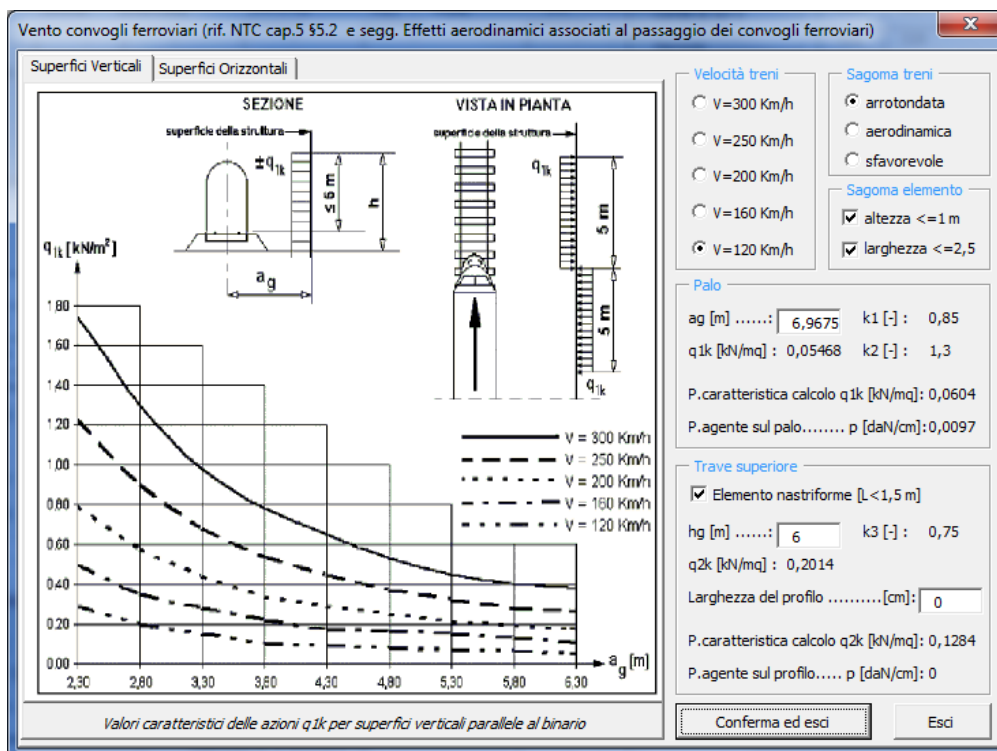 Vento convogli ferroviari (rif. NTC cap.5 §5.2 e segg. Effetti aerodinamici associati al passaggio dei convogli ferroviari)
Superfici Verticali
Superfici Orizzontali
SEZIONE
VISTA IN PIANTA
superficie della struttura
superficie della struttura
±q1k
≤ 5 m
h
ag
q1k
5 m
5 m
q1k
q1k [kN/m²]
1.80
1.60
1.40
1.20
1.00
0.80
0.60
0.40
0.20
0.00
2,30 2,80 3,30 3,80 4,30 4,80 5,30 5,80 6,30
ag [m]
V = 300 Km/h
V = 250 Km/h
V = 200 Km/h
V = 160 Km/h
V = 120 Km/h
Valori caratteristici delle azioni q1k per superfici verticali parallele al binario
Velocità treni
V=300 Km/h
V=250 Km/h
V=200 Km/h
V=160 Km/h
V=120 Km/h
Sagoma treni
arrotondata
aerodinamica
sfavorevole
Sagoma elemento
altezza <=1 m
larghezza <=2,5
Palo
ag [m] ......: 6,9675 k1 [-] : 0,85
q1k [kN/mq] : 0,05468 k2 [-] : 1,3
P.caratteristica calcolo q1k [kN/mq]: 0,0604
P.agente sul palo........ p [daN/cm]: 0,0097
Trave superiore
Elemento nastriforme [L<1,5 m]
hg [m] ......: 6 k3 [-] : 0,75
q2k [kN/mq] : 0,2014
Larghezza del profilo ..........[cm]: 0
P.caratteristica calcolo q2k [kN/mq]: 0,1284
P.agente sul profilo..... p [daN/cm]: 0
Conferma ed esci
Esci